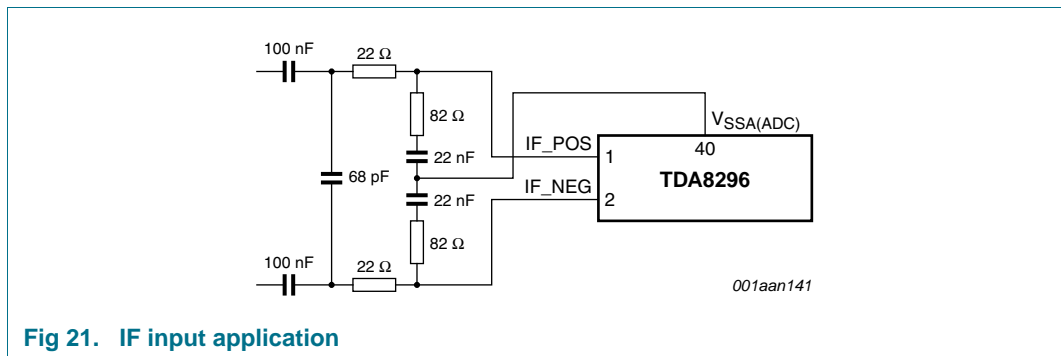 100 nF
22 Ω
82 Ω
VSSA(ADC)
IF_POS
1
40
22 nF
TDA8296
68 pF
IF_NEG
22 nF
2
82 Ω
100 nF
22 Ω
001aan141
Fig 21. IF input application